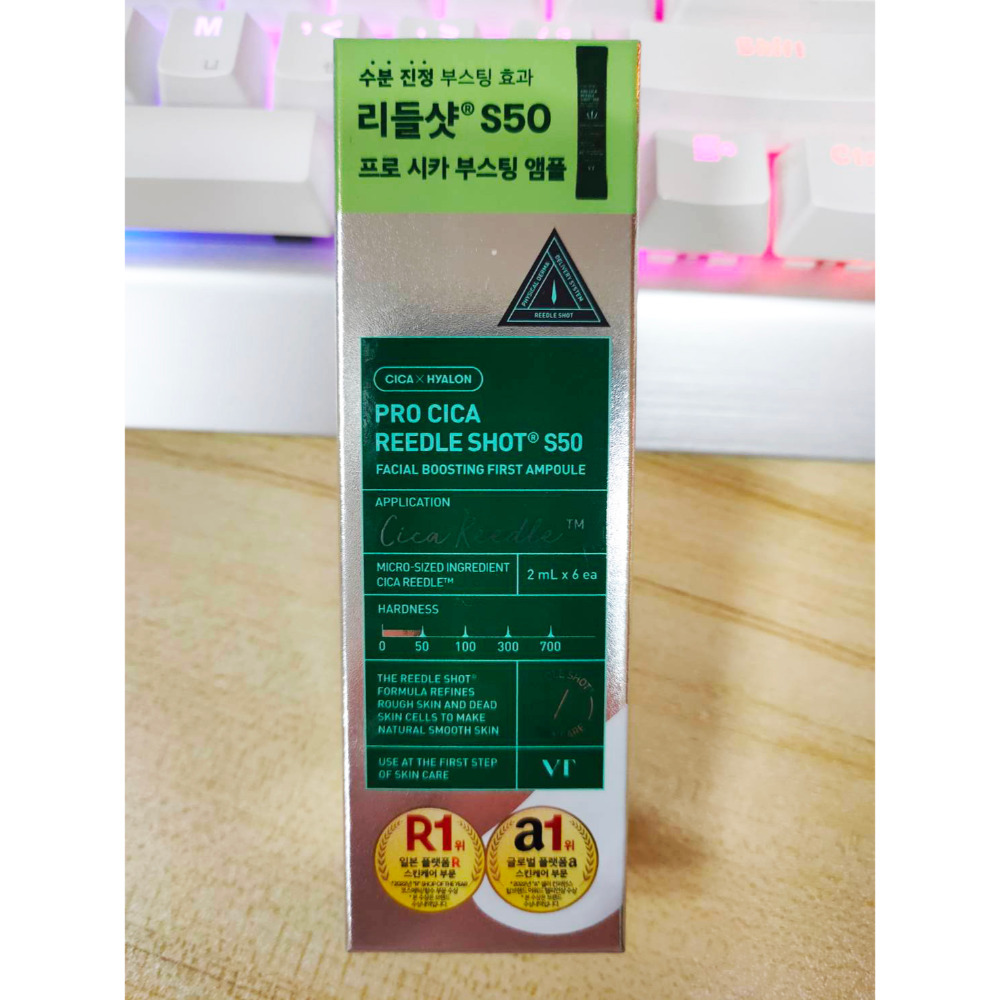 수분 진정 부스팅 효과
리들샷® S50
프로 시카 부스팅 앰플
PHYSICAL DERMA
DELIVERY SYSTEM
REEDLE SHOT
CICA × HYALON
PRO CICA
REEDLE SHOT® S50
FACIAL BOOSTING FIRST AMPOULE
APPLICATION
Cica Reedle™
MICRO-SIZED INGREDIENT
CICA REEDLE™
2 mL x 6 ea
HARDNESS
0 50 100 300 700
THE REEDLE SHOT®
FORMULA REFINES
ROUGH SKIN AND DEAD
SKIN CELLS TO MAKE
NATURAL SMOOTH SKIN
USE AT THE FIRST STEP
OF SKIN CARE
VT
R1위
일본 플랫폼 R
스킨케어 부문
a1위
글로벌 플랫폼 a
스킨케어 부문
M